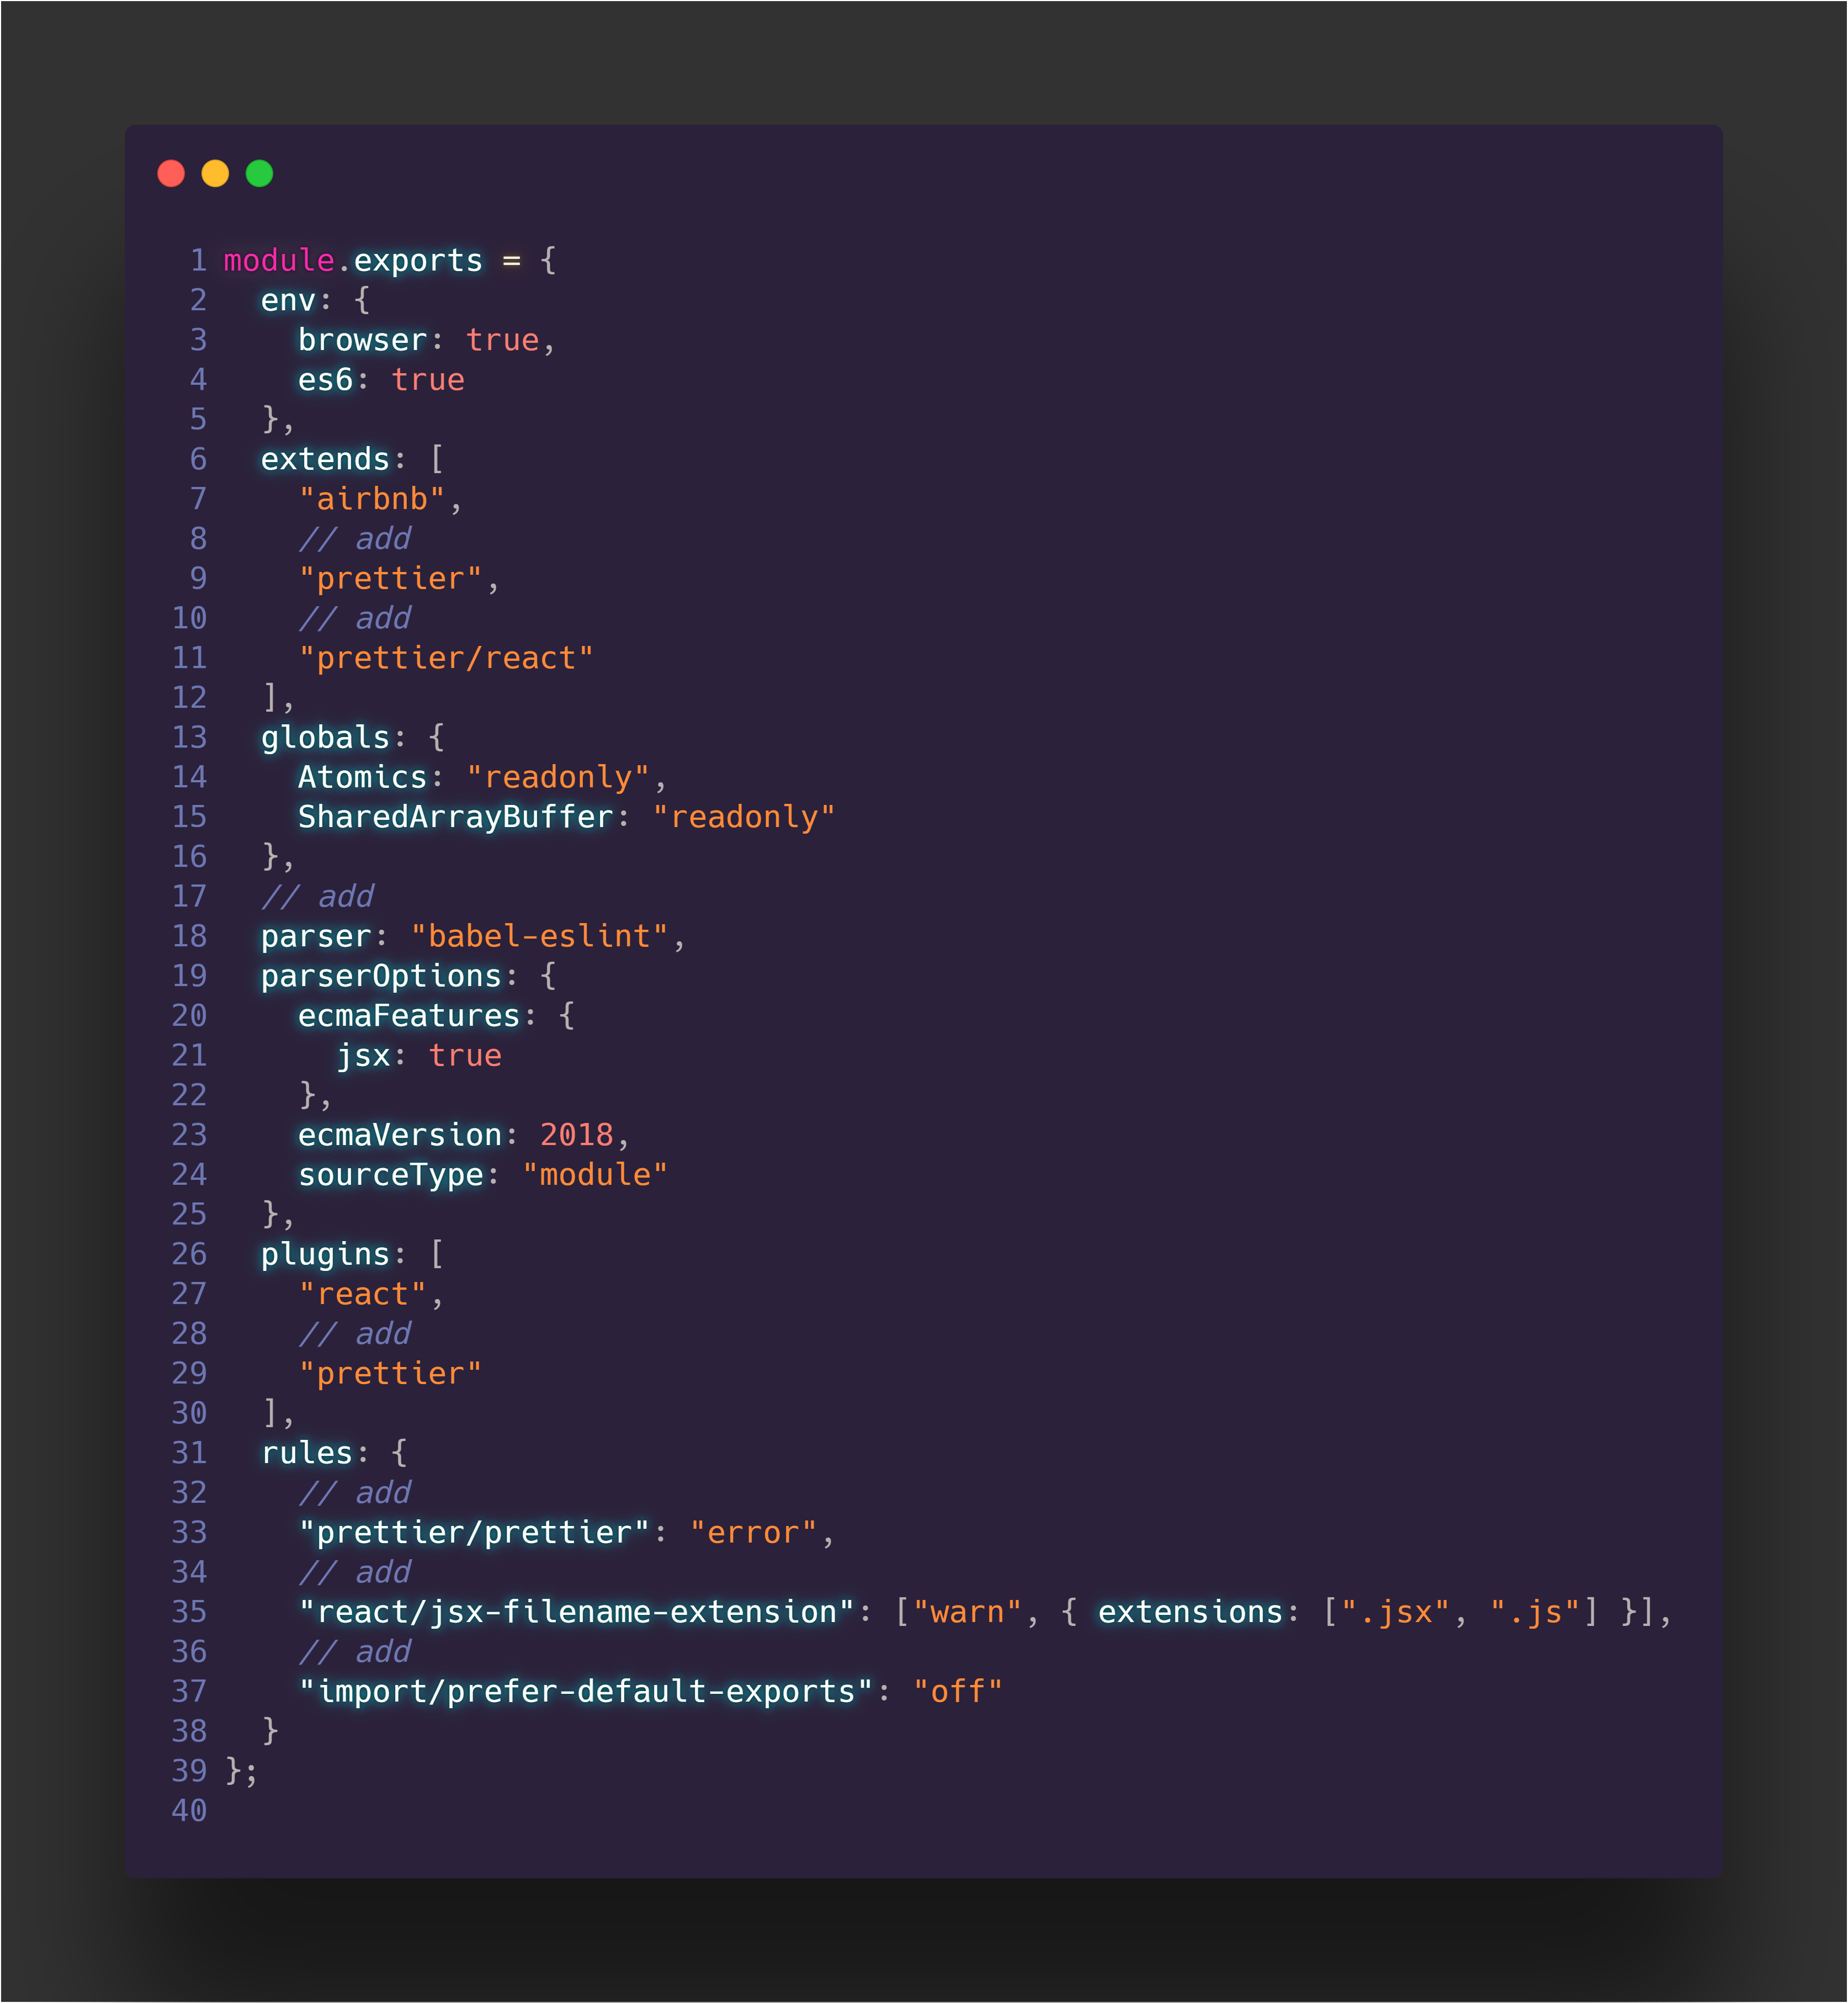 1 module.exports = {
2   env: {
3     browser: true,
4     es6: true
5   },
6   extends: [
7     "airbnb",
8     // add
9     "prettier",
10     // add
11     "prettier/react"
12   ],
13   globals: {
14     Atomics: "readonly",
15     SharedArrayBuffer: "readonly"
16   },
17   // add
18   parser: "babel-eslint",
19   parserOptions: {
20     ecmaFeatures: {
21       jsx: true
22     },
23     ecmaVersion: 2018,
24     sourceType: "module"
25   },
26   plugins: [
27     "react",
28     // add
29     "prettier"
30   ],
31   rules: {
32     // add
33     "prettier/prettier": "error",
34     // add
35     "react/jsx-filename-extension": ["warn", { extensions: [".jsx", ".js"] }],
36     // add
37     "import/prefer-default-exports": "off"
38   }
39 };
40